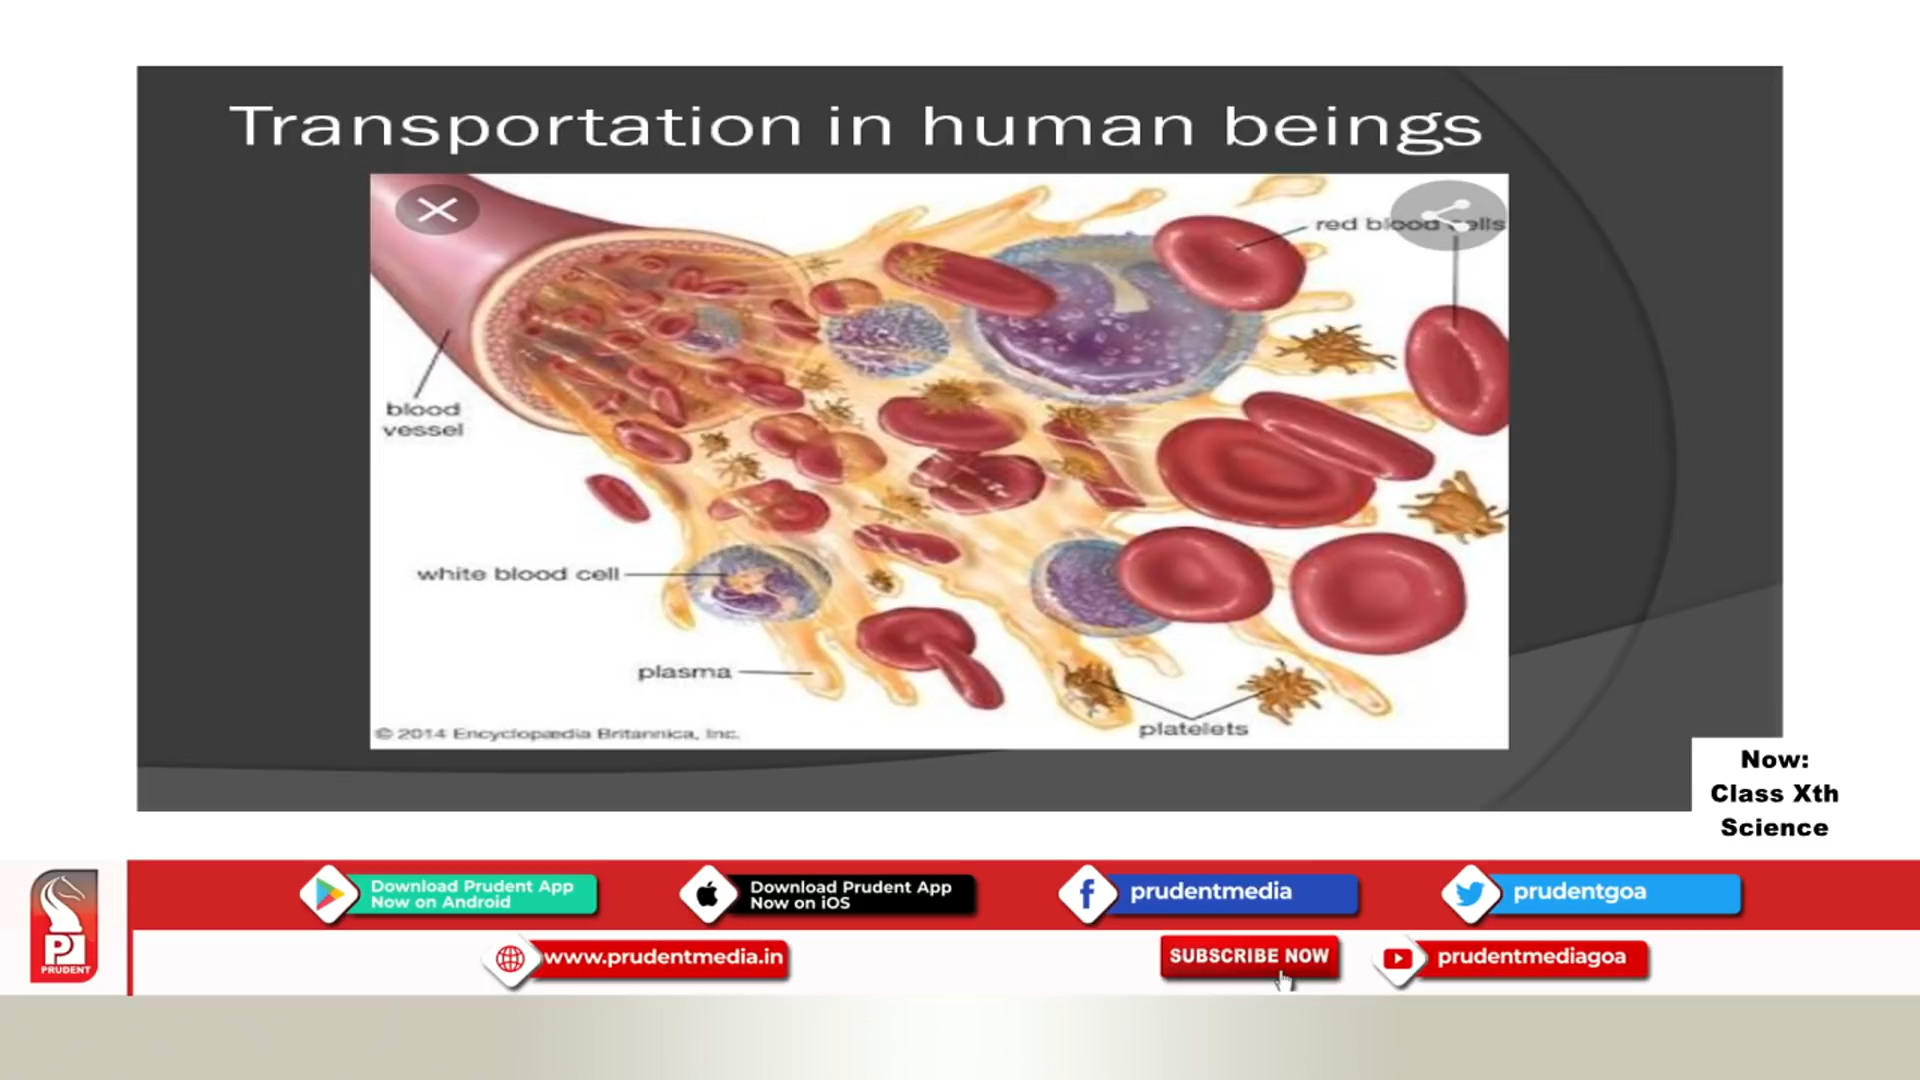 Transportation in human beings
red blood cells
blood
vessel
white blood cell
plasma
platelets
© 2014 Encyclopædia Britannica, Inc.
Now:
Class Xth
Science
Download Prudent App
Now on Android
Download Prudent App
Now on iOS
prudentmedia
prudentgoa
PRUDENT
www.prudentmedia.in
SUBSCRIBE NOW
prudentmediagoa